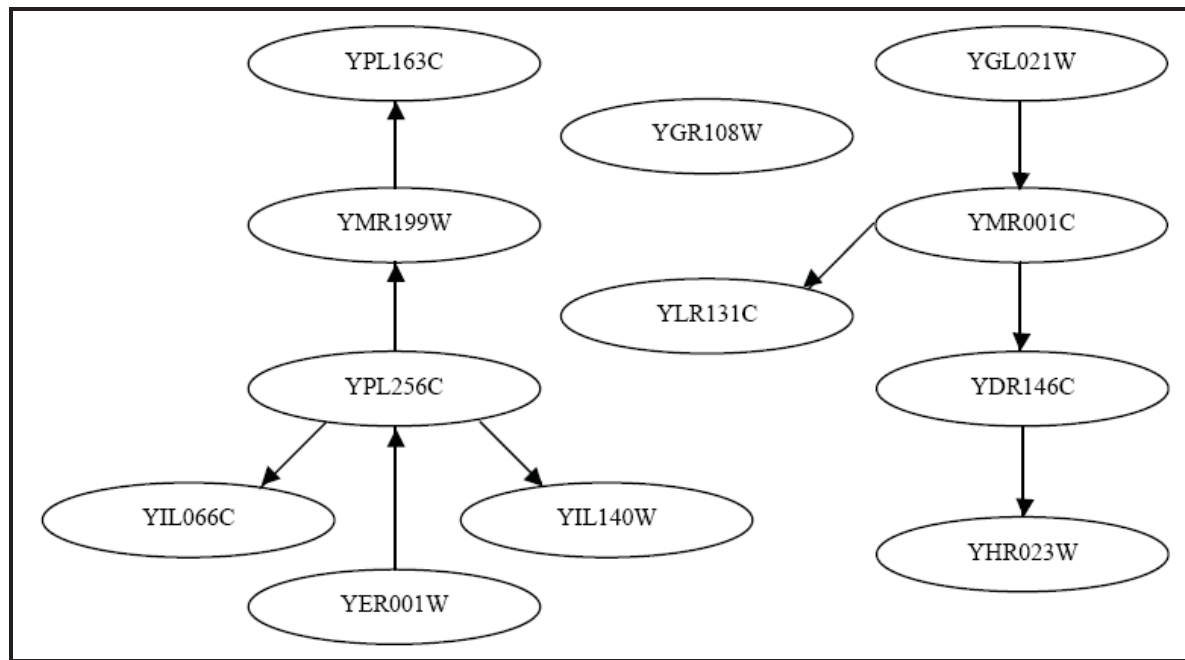 YPL163C
YGL021W
YGR108W
YMR199W
YMR001C
YLR131C
YPL256C
YDR146C
YIL066C
YIL140W
YHR023W
YER001W